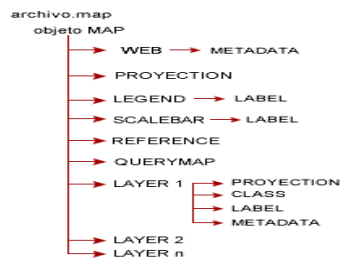 archivo.map
objeto MAP
WEB METADATA
PROYECTION
LEGEND LABEL
SCALEBAR LABEL
REFERENCE
QUERYMAP
LAYER 1 PROYECTION
CLASS
LABEL
METADATA
LAYER 2
LAYER n